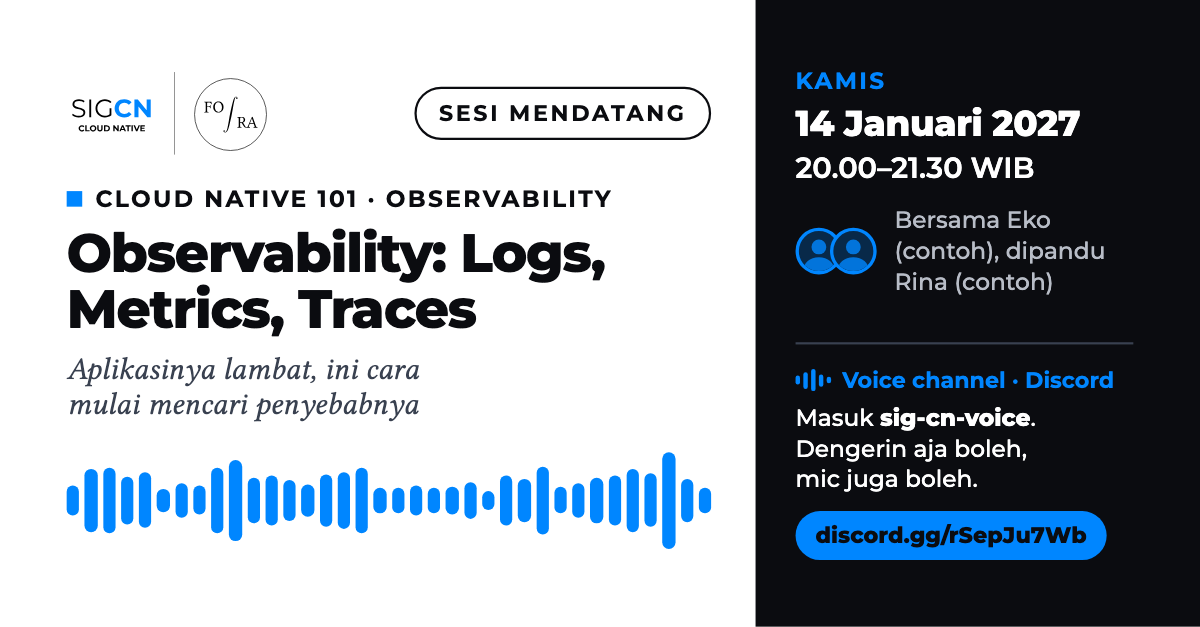 SIGCN
CLOUD NATIVE
FO
RA
SESI MENDATANG
CLOUD NATIVE 101 · OBSERVABILITY
Observability: Logs,
Metrics, Traces
Aplikasinya lambat, ini cara
mulai mencari penyebabnya
KAMIS
14 Januari 2027
20.00–21.30 WIB
Bersama Eko
(contoh), dipandu
Rina (contoh)
Voice channel · Discord
Masuk sig-cn-voice.
Dengerin aja boleh,
mic juga boleh.
discord.gg/rSepJu7Wb